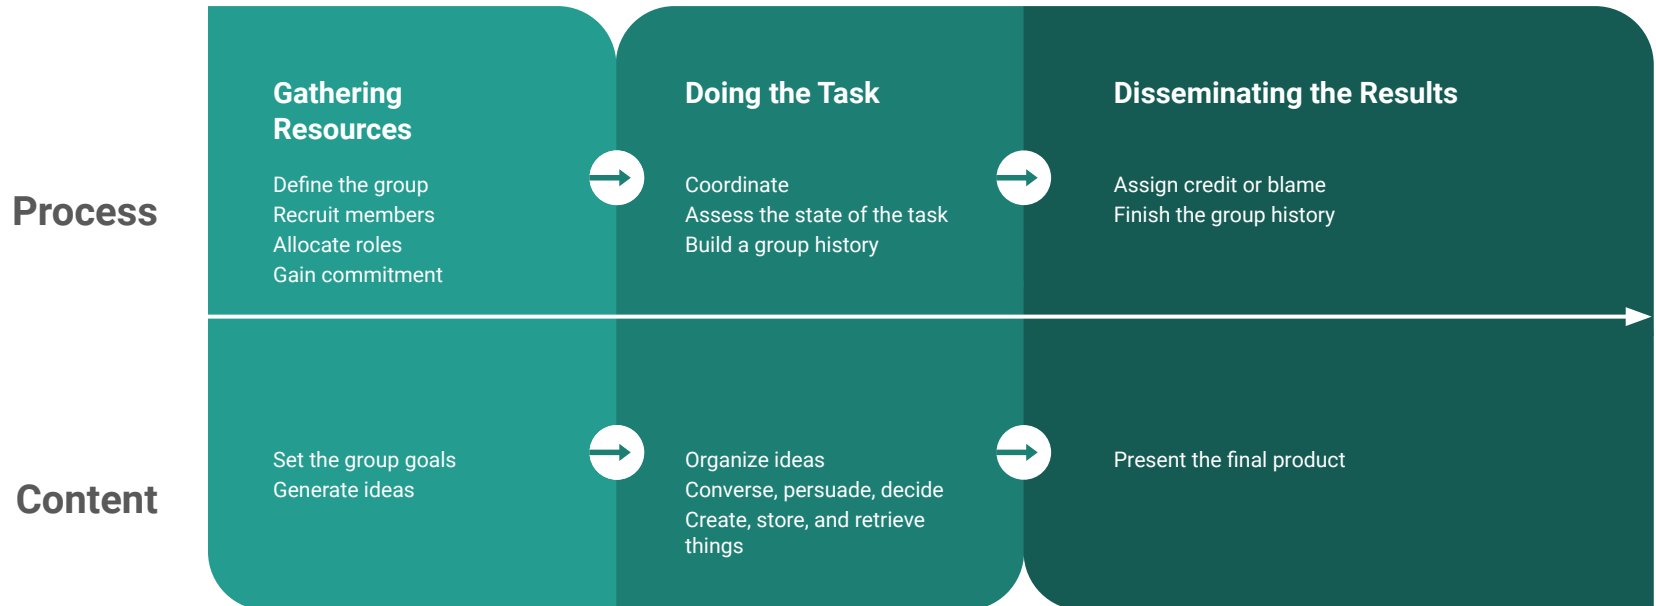 Gathering
Resources
Doing the Task
Disseminating the Results
Process
Define the group
Recruit members
Allocate roles
Gain commitment
Coordinate
Assess the state of the task
Build a group history
Assign credit or blame
Finish the group history
Content
Set the group goals
Generate ideas
Organize ideas
Converse, persuade, decide
Create, store, and retrieve
things
Present the final product